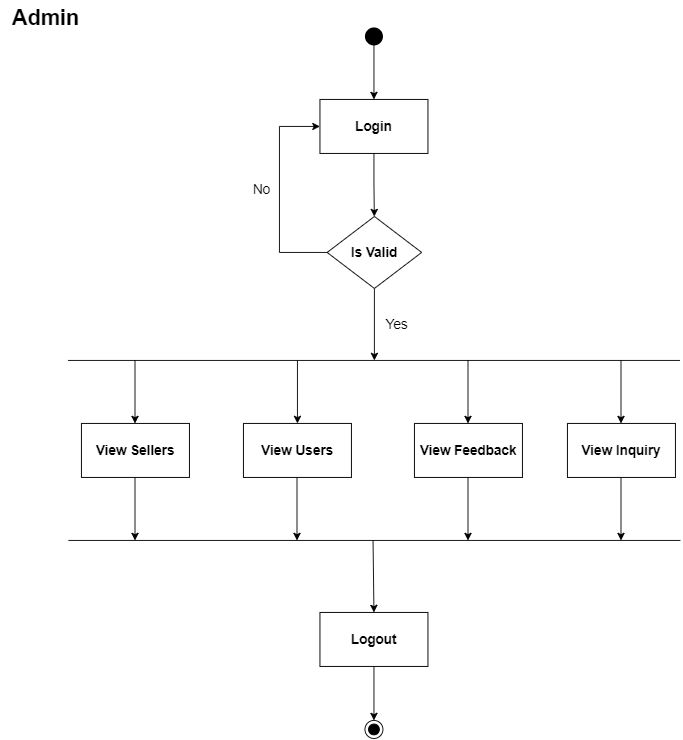 Admin
Login
No
Is Valid
Yes
View Sellers
View Users
View Feedback
View Inquiry
Logout